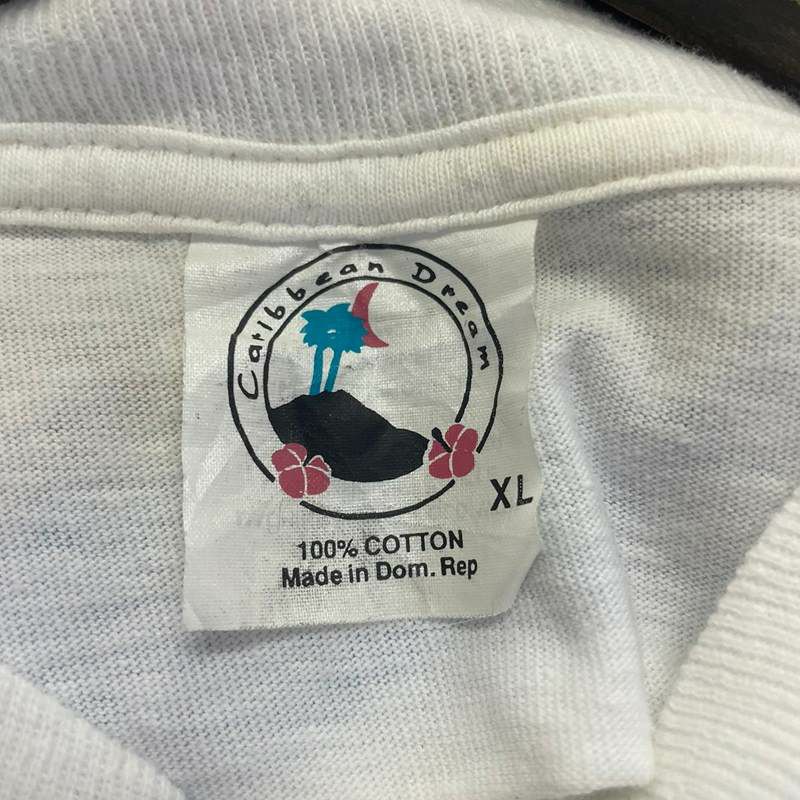 Caribbean Dream
XL
100% COTTON
Made in Dom. Rep